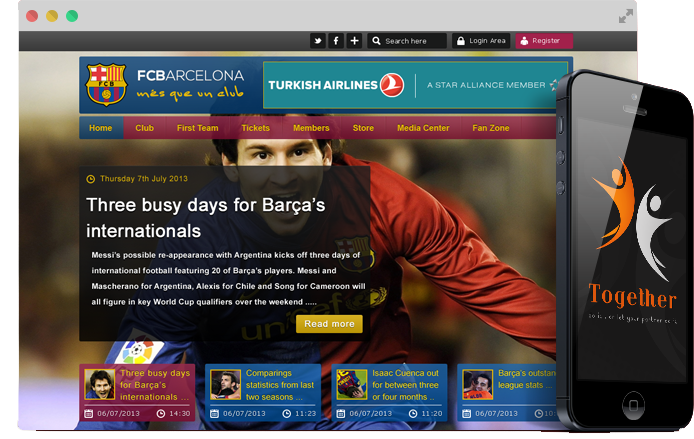 Search here
Login Area
Register
FCBARCELONA
més que un club
TURKISH AIRLINES
A STAR ALLIANCE MEMBER
Home
Club
First Team
Tickets
Members
Store
Media Center
Fan Zone
Thursday 7th July 2013
Three busy days for Barça's
internationals
Messi's possible re-appearance with Argentina kicks off three days of
international football featuring 20 of Barça's players. Messi and
Mascherano for Argentina, Alexis for Chile and Song for Cameroon will
all figure in key World Cup qualifiers over the weekend .....
Read more
Three busy days
for Barça's
internationals ...
06/07/2013
14:30
Comparings
statistics from last
two seasons ...
06/07/2013
11:23
Isaac Cuenca out
for between three
or four months ..
06/07/2013
11:20
Barça's outstan
league stats ...
06/07/2013
Together